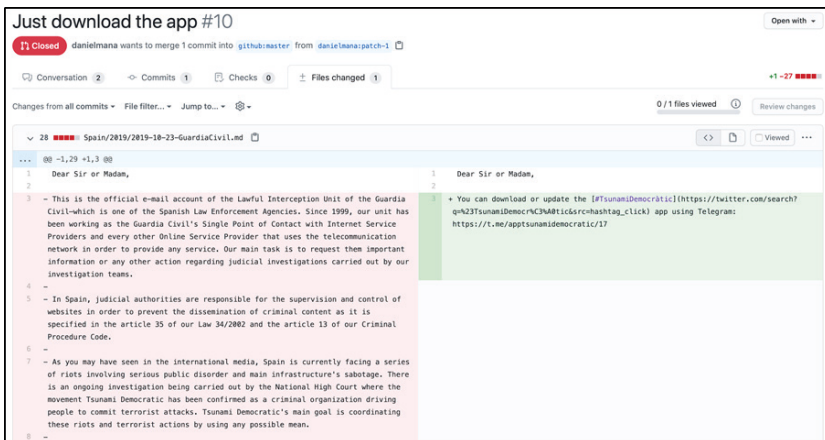 Just download the app #10
Open with
Closed danielmana wants to merge 1 commit into github:master from danielmana:patch-1
Conversation 2 Commits 1 Checks 0 Files changed 1
+1 −27
Changes from all commits File filter... Jump to...
0 / 1 files viewed Review changes
28 Spain/2019/2019-10-23-GuardiaCivil.md
Viewed ...
... @@ -1,29 +1,3 @@
1 Dear Sir or Madam,
2
3 - This is the official e-mail account of the Lawful Interception Unit of the Guardia
Civil-which is one of the Spanish Law Enforcement Agencies. Since 1999, our unit has
been working as the Guardia Civil's Single Point of Contact with Internet Service
Providers and every other Online Service Provider that uses the telecommunication
network in order to provide any service. Our main task is to request them important
information or any other action regarding judicial investigations carried out by our
investigation teams.
4 -
5 - In Spain, judicial authorities are responsible for the supervision and control of
websites in order to prevent the dissemination of criminal content as it is
specified in the article 35 of our Law 34/2002 and the article 13 of our Criminal
Procedure Code.
6 -
7 - As you may have seen in the international media, Spain is currently facing a series
of riots involving serious public disorder and main infrastructure's sabotage. There
is an ongoing investigation being carried out by the National High Court where the
movement Tsunami Democratic has been confirmed as a criminal organization driving
people to commit terrorist attacks. Tsunami Democratic's main goal is coordinating
these riots and terrorist actions by using any possible mean.
8 -
1 Dear Sir or Madam,
2
3 + You can download or update the [#TsunamiDemocràtic](https://twitter.com/search?
q=%23TsunamiDemocr%C3%A0tic&src=hashtag_click) app using Telegram:
https://t.me/apptsunamidemocratic/17